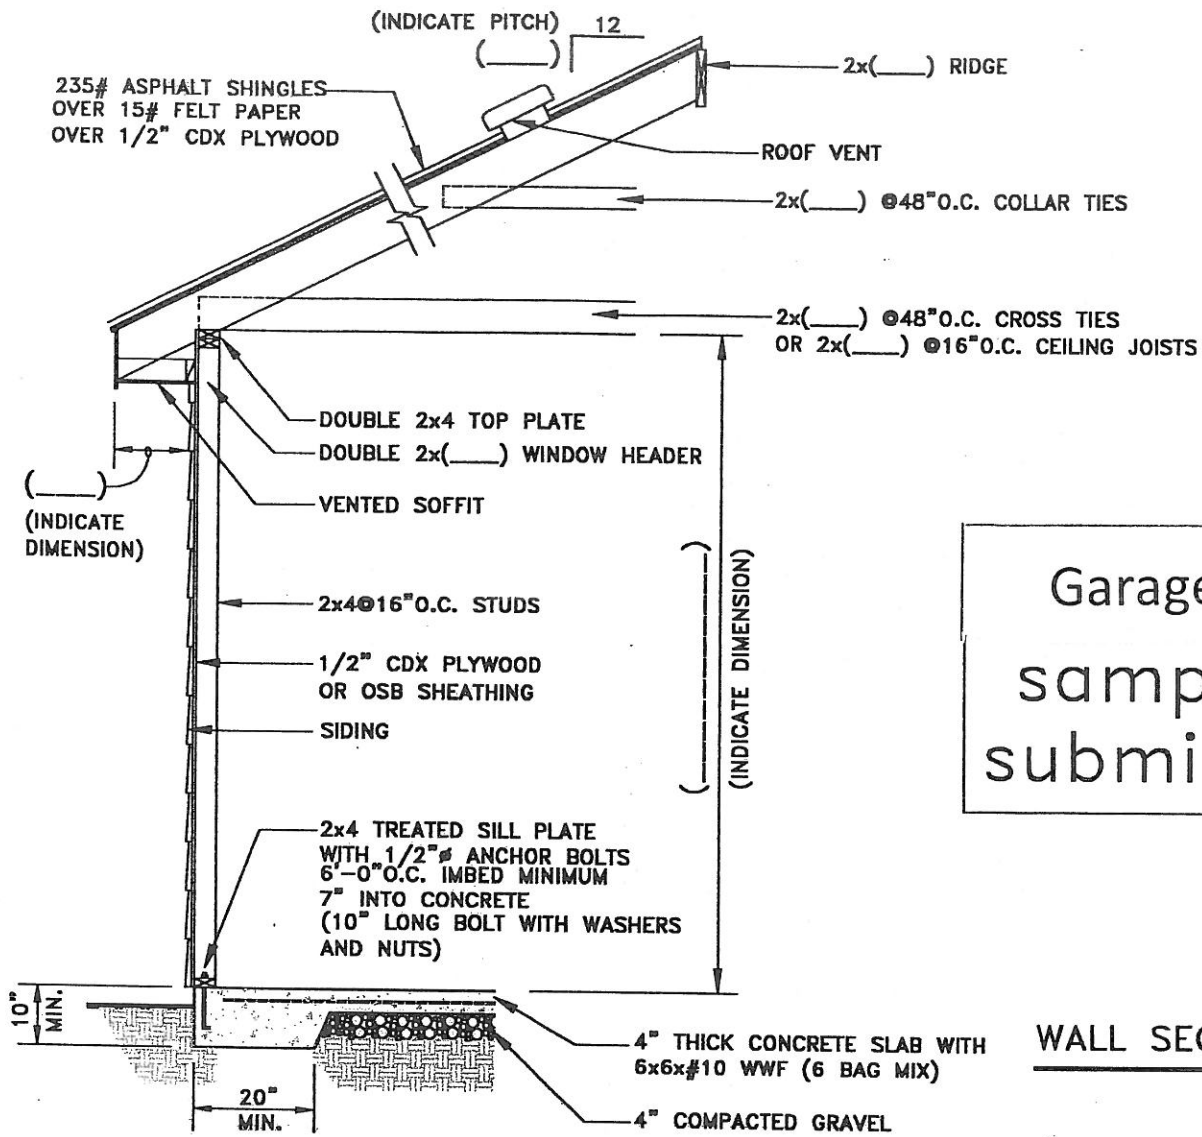 (INDICATE PITCH)
(____)
12
2x(____) RIDGE
235# ASPHALT SHINGLES
OVER 15# FELT PAPER
OVER 1/2" CDX PLYWOOD
ROOF VENT
2x(____) @48"O.C. COLLAR TIES
2x(____) @48"O.C. CROSS TIES
OR 2x(____) @16"O.C. CEILING JOISTS
DOUBLE 2x4 TOP PLATE
DOUBLE 2x(____) WINDOW HEADER
VENTED SOFFIT
(____)
(INDICATE
DIMENSION)
(________)
(INDICATE DIMENSION)
2x4@16"O.C. STUDS
1/2" CDX PLYWOOD
OR OSB SHEATHING
SIDING
Garage
samp
submi
2x4 TREATED SILL PLATE
WITH 1/2"ø ANCHOR BOLTS
6'-0"O.C. IMBED MINIMUM
7" INTO CONCRETE
(10" LONG BOLT WITH WASHERS
AND NUTS)
10"
MIN.
20"
MIN.
4" THICK CONCRETE SLAB WITH
6x6x#10 WWF (6 BAG MIX)
4" COMPACTED GRAVEL
WALL SEC